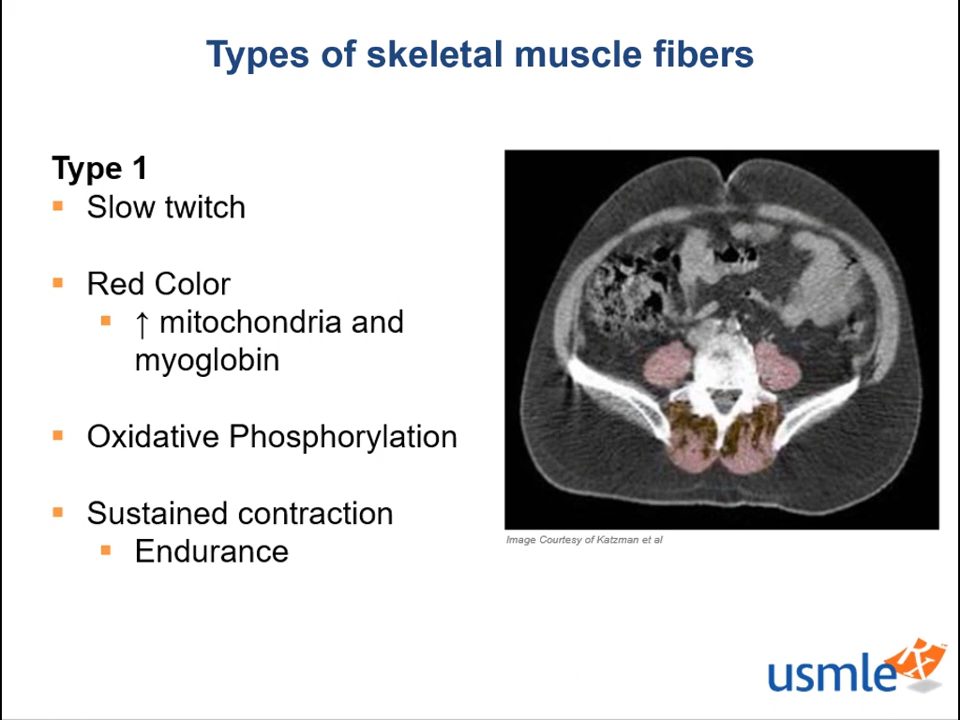 Types of skeletal muscle fibers
Type 1
▪ Slow twitch
▪ Red Color
▪ ↑ mitochondria and
myoglobin
▪ Oxidative Phosphorylation
▪ Sustained contraction
▪ Endurance
Image Courtesy of Katzman et al
usmle Rx